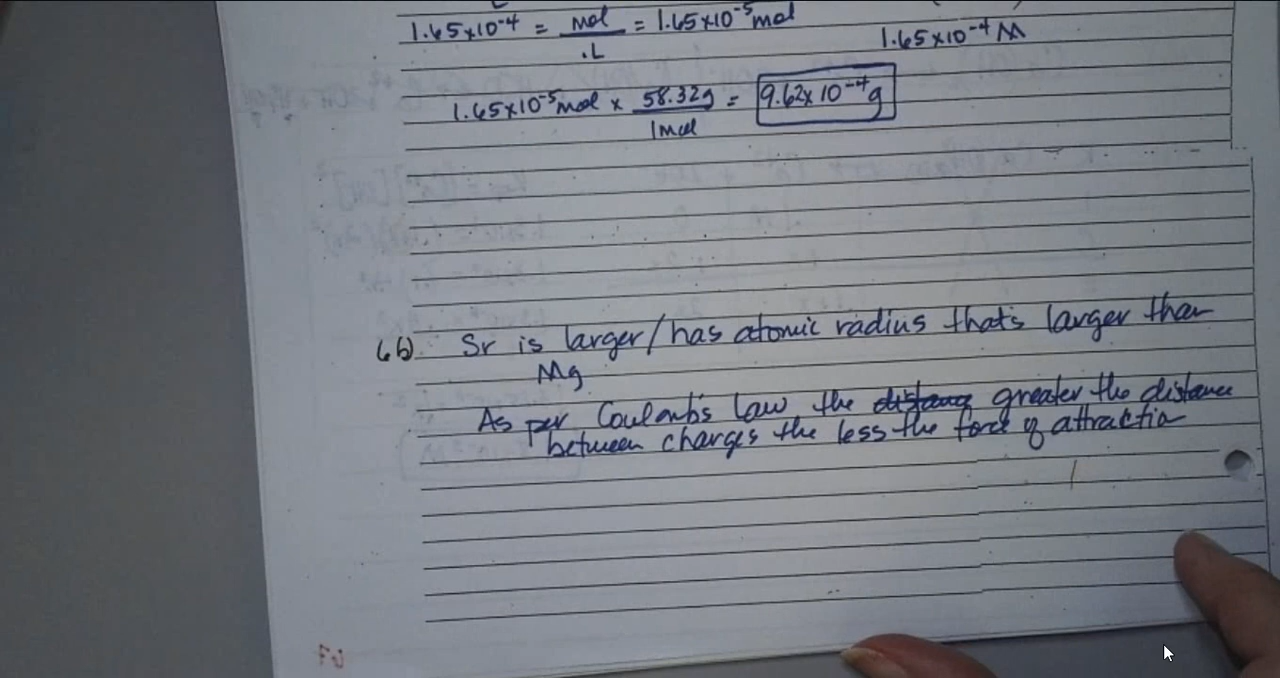 1.65x10⁻⁴ = mol/.L = 1.65x10⁻⁵ mol
1.65x10⁻⁴ M
1.65x10⁻⁵ mol x 58.32g/1mol = 9.62x10⁻⁴ g
6b) Sr is larger/has atomic radius that's larger than
Mg
As per Coulomb's Law the greater the distance
between charges the less the force of attraction